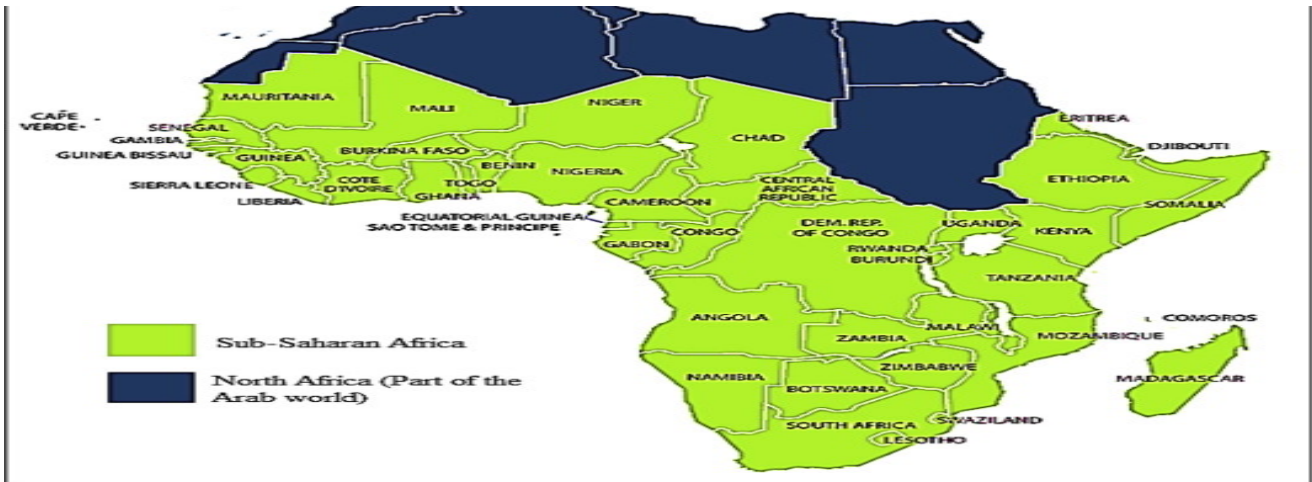 MAURITANIA
MALI
NIGER
CHAD
ERITREA
CAPE
VERDE
SENEGAL
GAMBIA
GUINEA BISSAU
GUINEA
BURKINA FASO
BENIN
NIGERIA
DJIBOUTI
ETHIOPIA
SIERRA LEONE
COTE
D'IVOIRE
TOGO
GHANA
LIBERIA
CENTRAL
AFRICAN
REPUBLIC
CAMEROON
SOMALIA
EQUATORIAL GUINEA
SAO TOME & PRINCIPE
GABON
CONGO
DEM. REP.
OF CONGO
UGANDA
KENYA
RWANDA
BURUNDI
TANZANIA
ANGOLA
ZAMBIA
MALAWI
MOZAMBIQUE
COMOROS
ZIMBABWE
NAMIBIA
BOTSWANA
MADAGASCAR
SOUTH AFRICA
SWAZILAND
LESOTHO
Sub-Saharan Africa
North Africa (Part of the
Arab world)